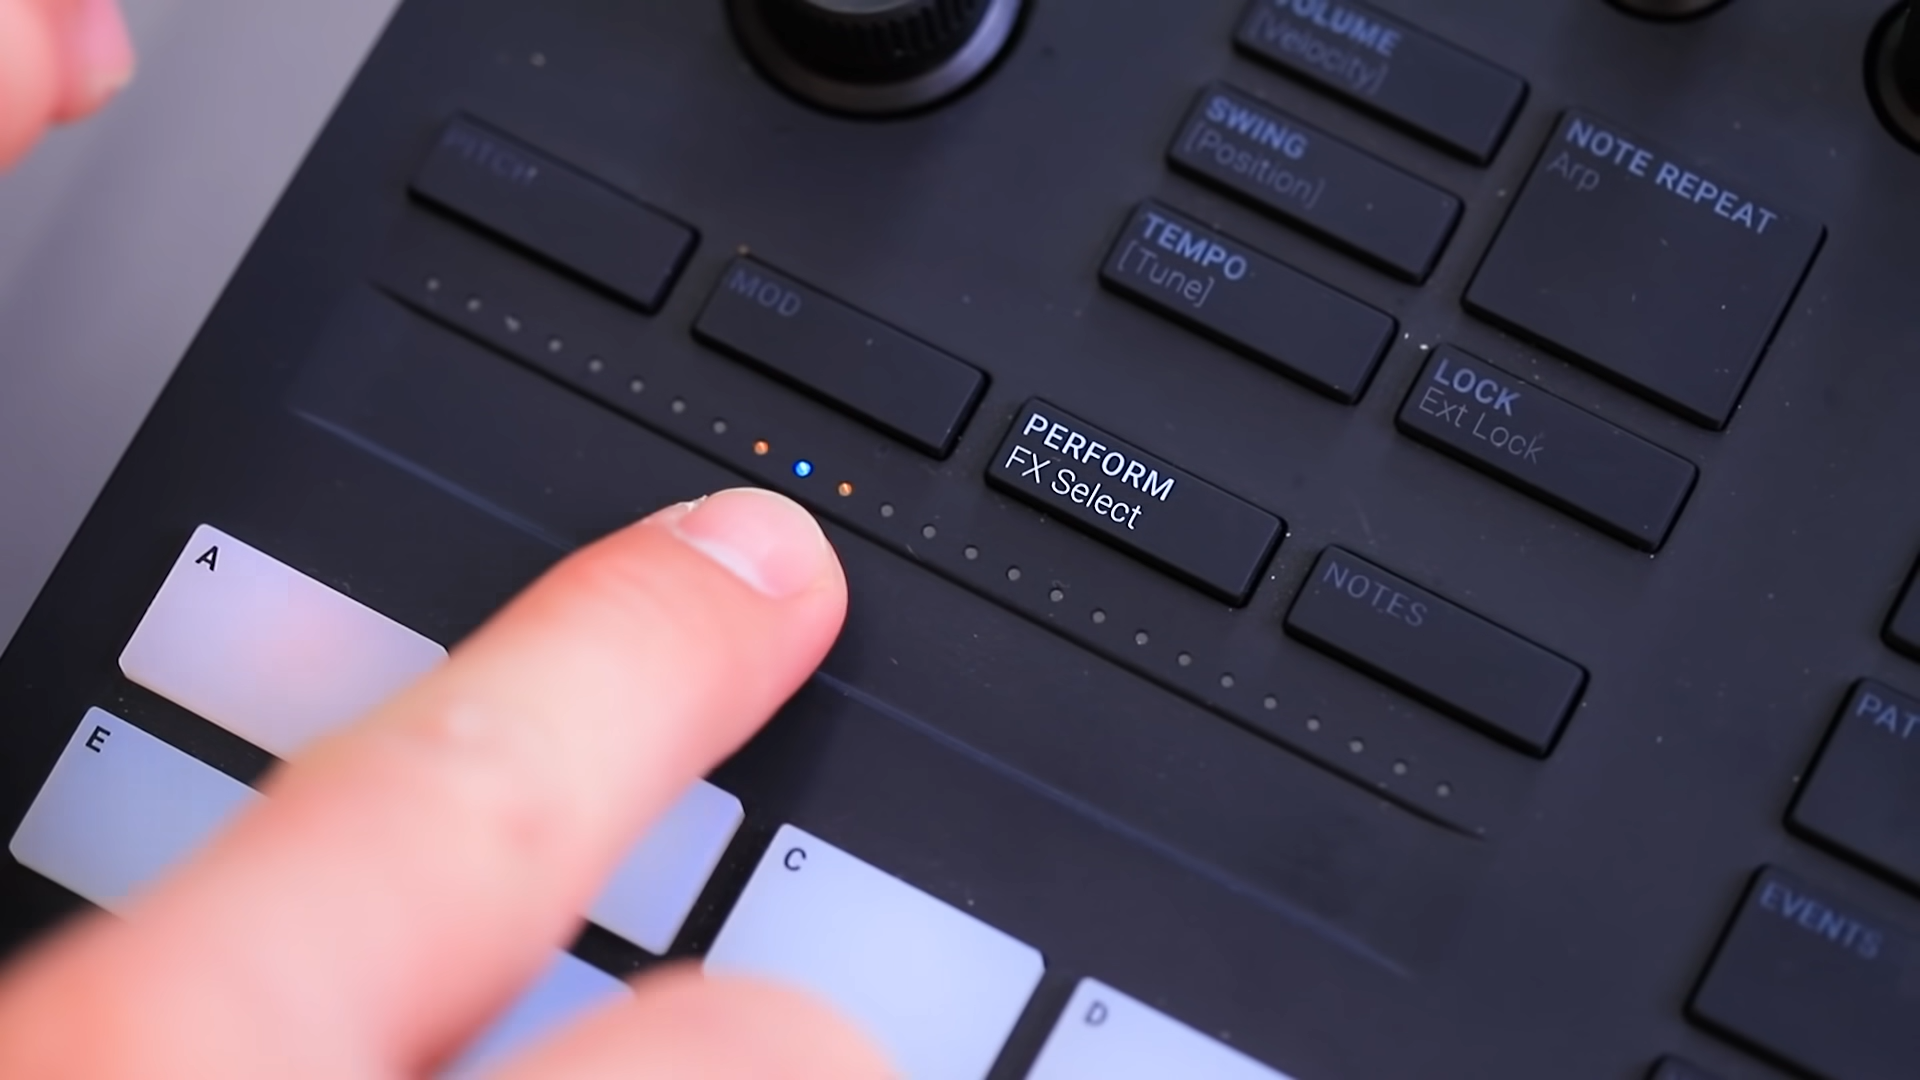 VOLUME
[Velocity]
SWING
[Position]
NOTE REPEAT
Arp
PITCH
TEMPO
[Tune]
MOD
LOCK
Ext Lock
PERFORM
FX Select
NOTES
A
E
C
D
PAT
EVENTS